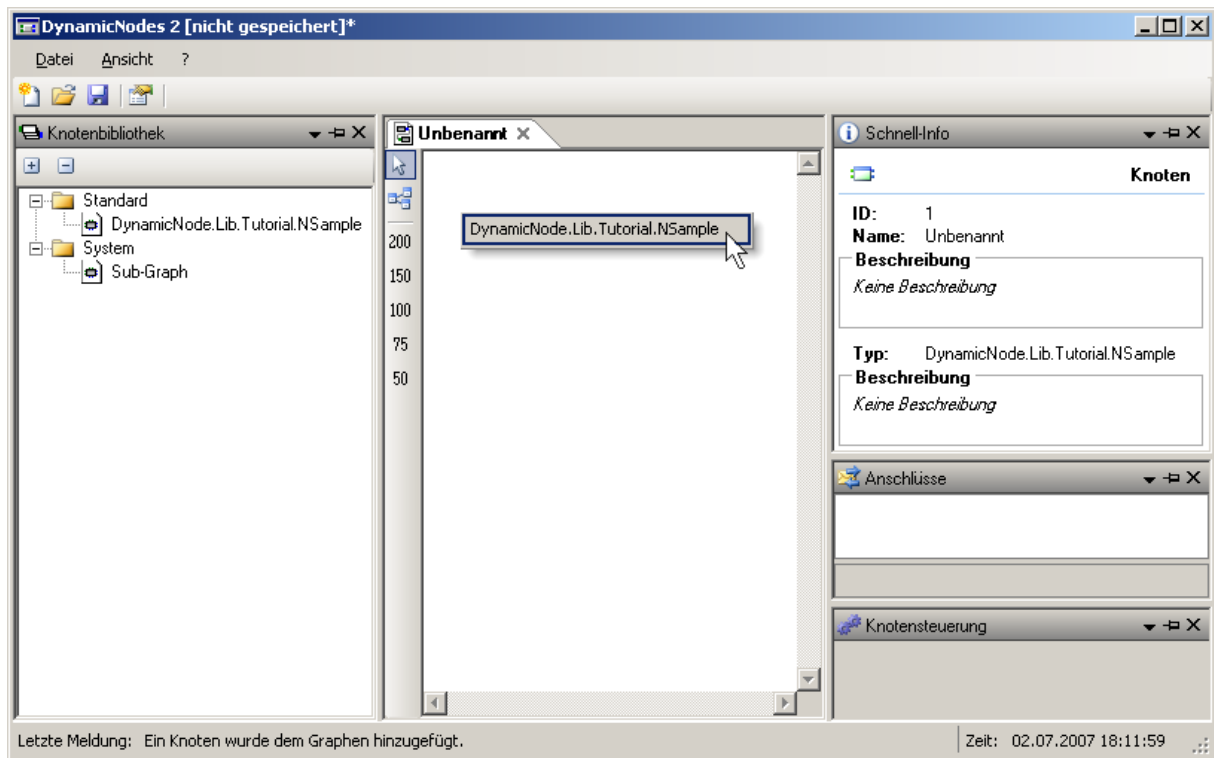 DynamicNodes 2 [nicht gespeichert]*
Datei Ansicht ?
Knotenbibliothek
Standard
DynamicNode.Lib.Tutorial.NSample
System
Sub-Graph
Unbenannt
200
150
100
75
50
DynamicNode.Lib.Tutorial.NSample
Schnell-Info
Knoten
ID: 1
Name: Unbenannt
Beschreibung
Keine Beschreibung
Typ: DynamicNode.Lib.Tutorial.NSample
Beschreibung
Keine Beschreibung
Anschlüsse
Knotensteuerung
Letzte Meldung: Ein Knoten wurde dem Graphen hinzugefügt.
Zeit: 02.07.2007 18:11:59